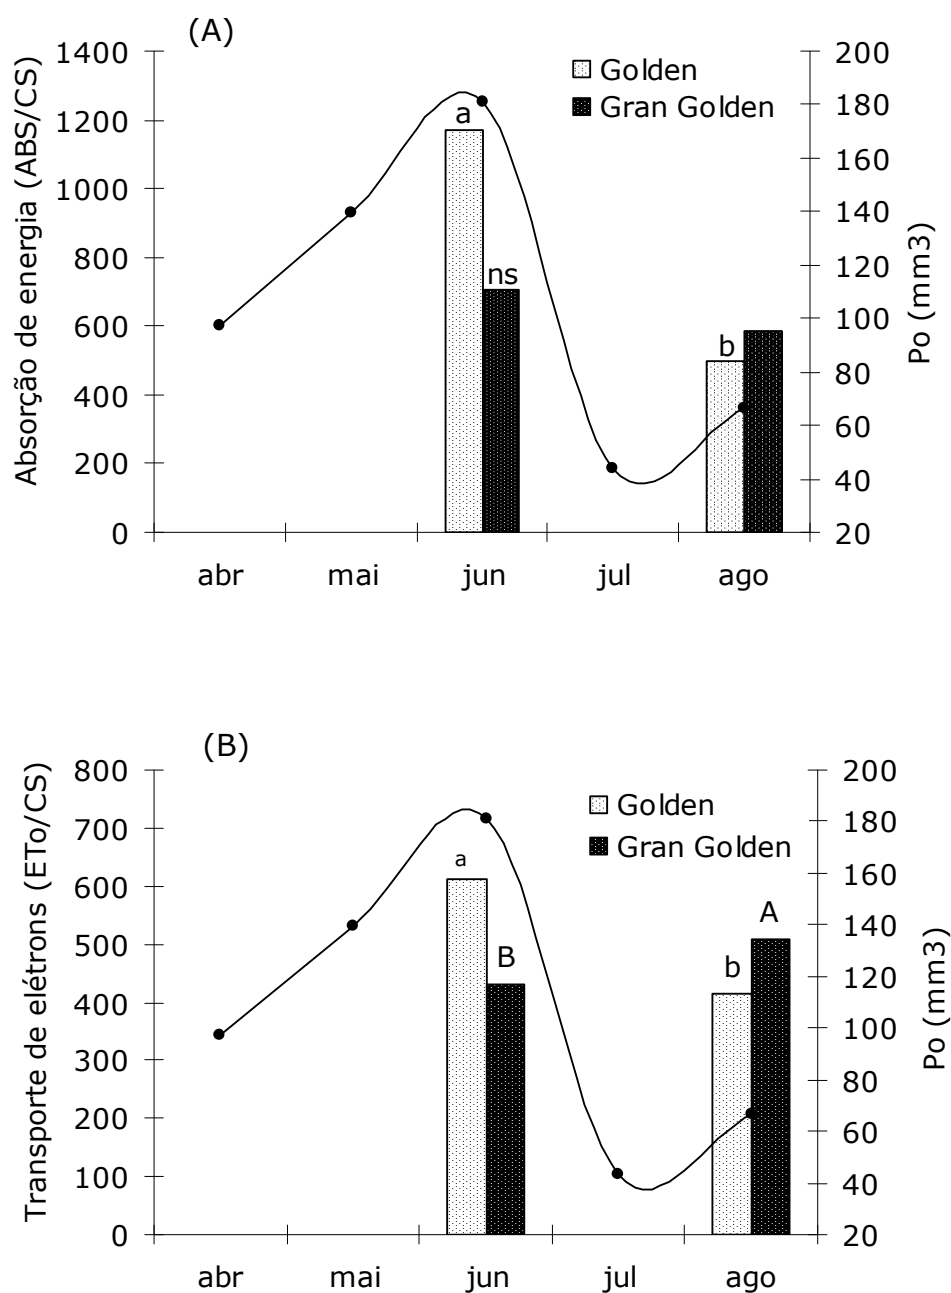 (A)
Absorção de energia (ABS/CS)
1400
1200
1000
800
600
400
200
0
Golden
Gran Golden
a
ns
b
200
180
160
140
120
100
80
60
40
20
Po (mm3)
abr mai jun jul ago
(B)
Transporte de elétrons (ETo/CS)
800
700
600
500
400
300
200
100
0
Golden
Gran Golden
a
B
b
A
200
180
160
140
120
100
80
60
40
20
Po (mm3)
abr mai jun jul ago